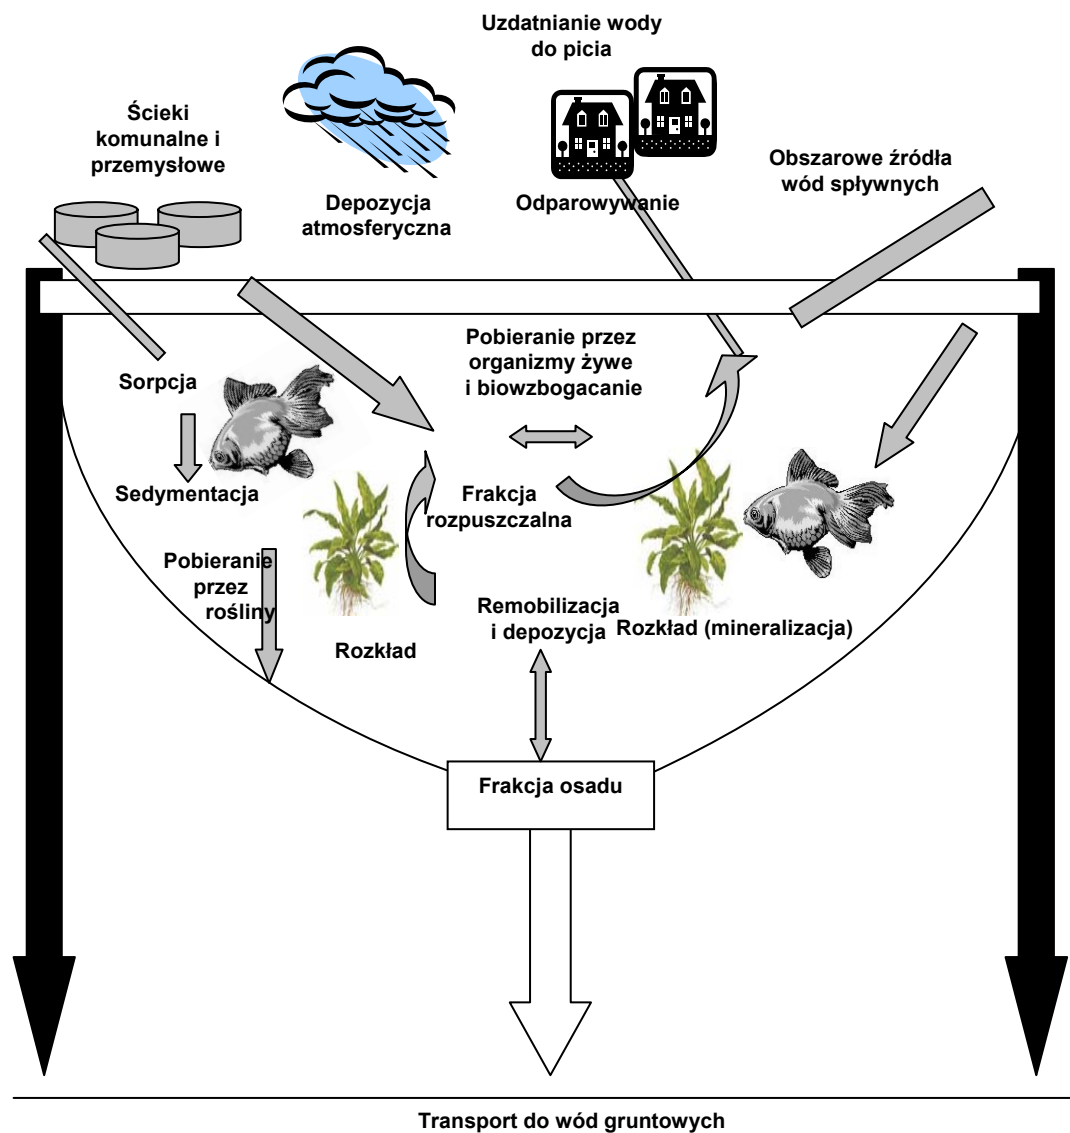 Uzdatnianie wody
do picia
Ścieki
komunalne i
przemysłowe
Depozycja
atmosferyczna
Odparowywanie
Obszarowe źródła
wód spływnych
Pobieranie przez
organizmy żywe
i biowzbogacanie
Sorpcja
Sedymentacja
Frakcja
rozpuszczalna
Pobieranie
przez
rośliny
Rozkład
Remobilizacja
i depozycja
Rozkład (mineralizacja)
Frakcja osadu
Transport do wód gruntowych